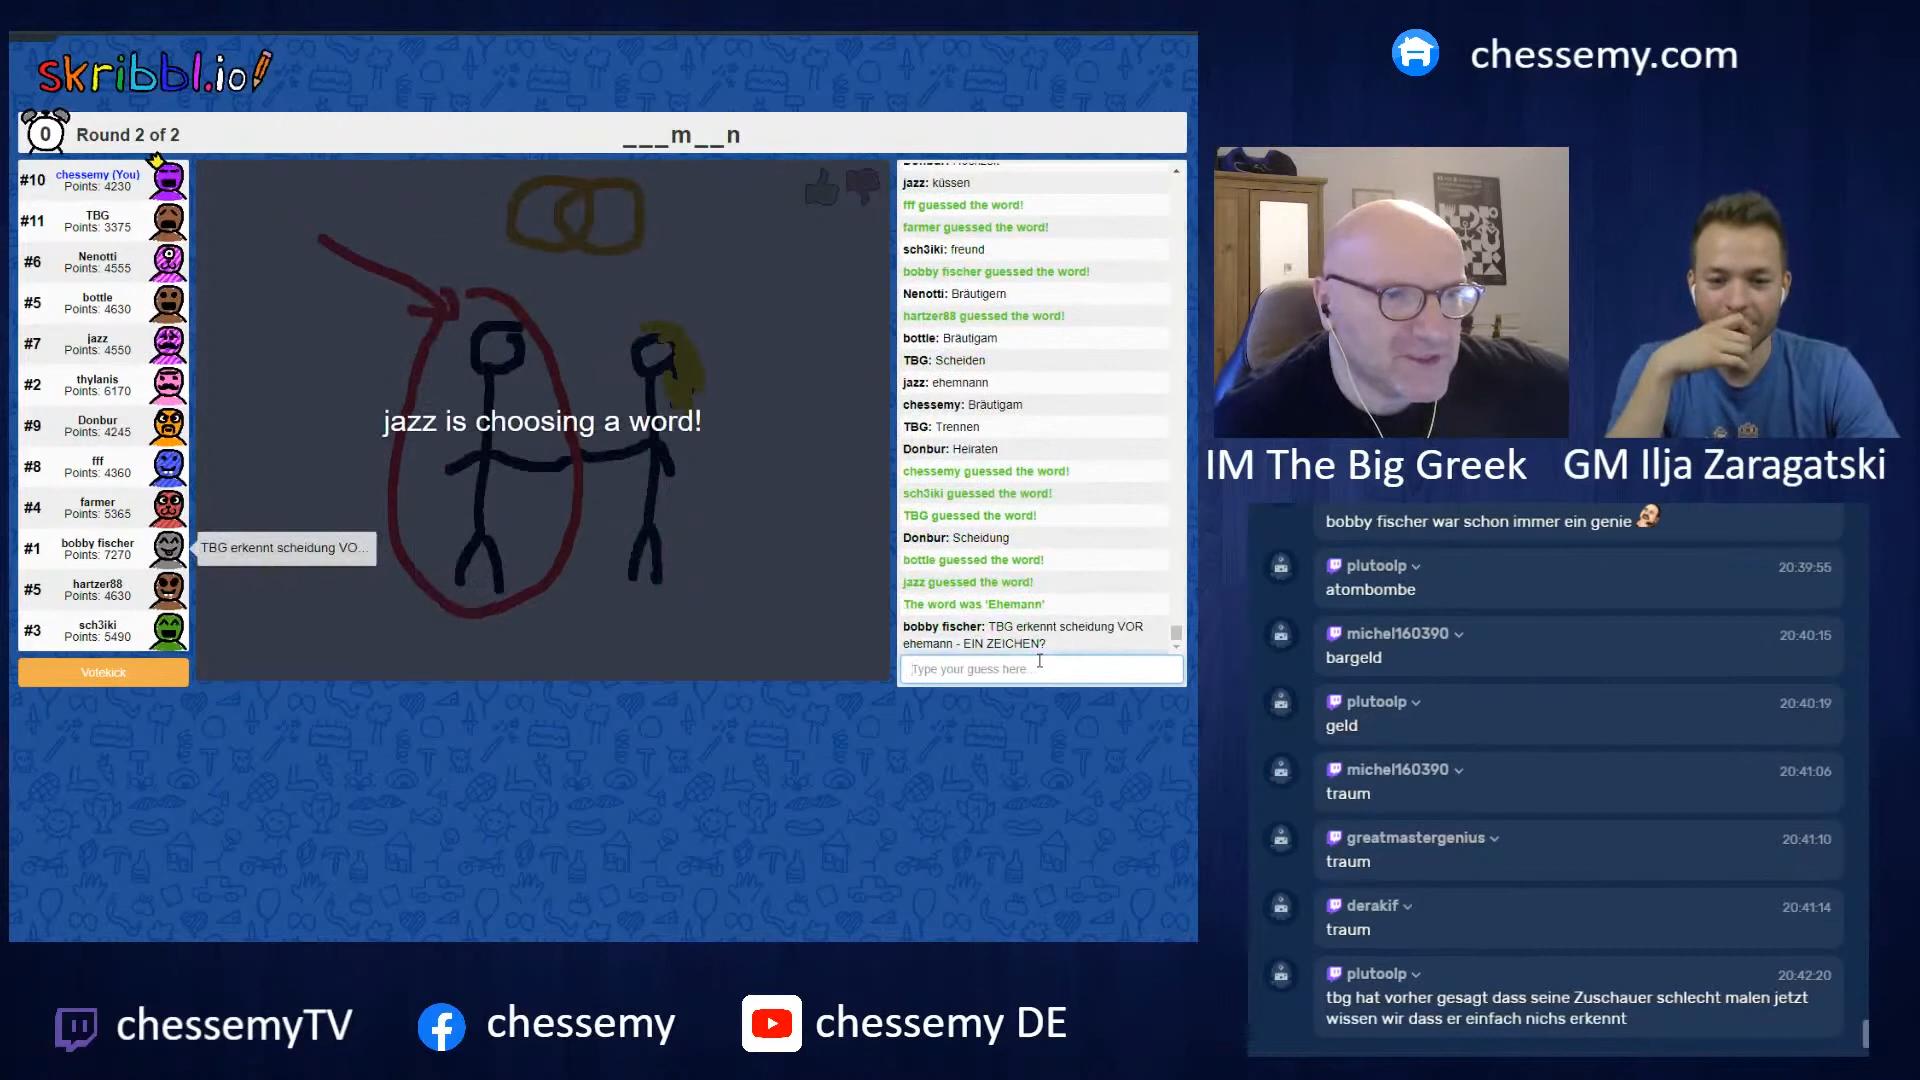 skribbl.io
0
Round 2 of 2
___m__n
#10
chessemy (You)
Points: 4230
#11
TBG
Points: 3375
#6
Nenotti
Points: 4555
#5
bottle
Points: 4630
#7
jazz
Points: 4550
#2
thylanis
Points: 6170
#9
Donbur
Points: 4245
#8
fff
Points: 4360
#4
farmer
Points: 5365
#1
bobby fischer
Points: 7270
#5
hartzer88
Points: 4630
#3
sch3iki
Points: 5490
Votekick
TBG erkennt scheidung VO...
jazz is choosing a word!
jazz: küssen
fff guessed the word!
farmer guessed the word!
sch3iki: freund
bobby fischer guessed the word!
Nenotti: Bräutigern
hartzer88 guessed the word!
bottle: Bräutigam
TBG: Scheiden
jazz: ehemnann
chessemy: Bräutigam
TBG: Trennen
Donbur: Heiraten
chessemy guessed the word!
sch3iki guessed the word!
TBG guessed the word!
Donbur: Scheidung
bottle guessed the word!
jazz guessed the word!
The word was 'Ehemann'
bobby fischer: TBG erkennt scheidung VOR
ehemann - EIN ZEICHEN?
Type your guess here...
chessemy.com
IM The Big Greek
GM Ilja Zaragatski
bobby fischer war schon immer ein genie
plutoolp
20:39:55
atombombe
michel160390
20:40:15
bargeld
plutoolp
20:40:19
geld
michel160390
20:41:06
traum
greatmastergenius
20:41:10
traum
derakif
20:41:14
traum
plutoolp
20:42:20
tbg hat vorher gesagt dass seine Zuschauer schlecht malen jetzt
wissen wir dass er einfach nichs erkennt
chessemyTV
chessemy
chessemy DE